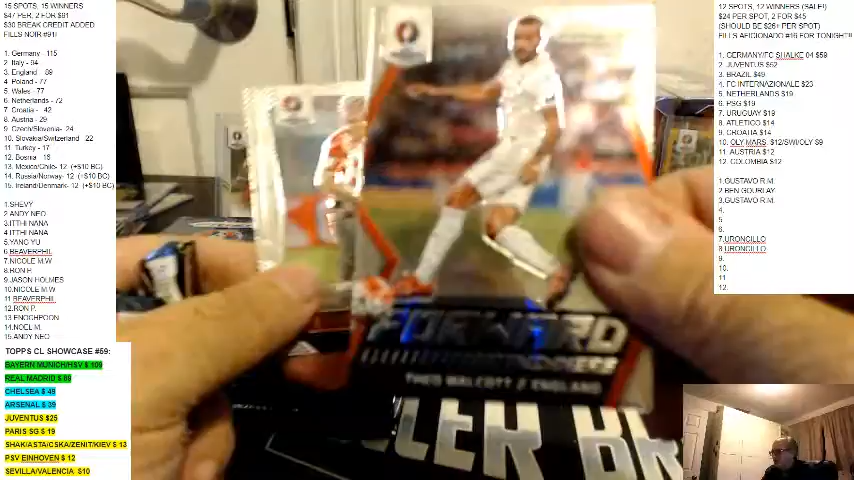 15 SPOTS, 15 WINNERS
$47 PER, 2 FOR $91
$30 BREAK CREDIT ADDED
FILLS NOIR #91!
1. Germany - 115
2. Italy - 94
3. England - 89
4. Poland - 77
5. Wales - 77
6. Netherlands - 72
7. Croatia - 42
8. Austria - 29
9. Czech/Slovenia- 24
10. Slovakia/Switzerland - 22
11. Turkey - 17
12. Bosnia - 16
13. Mexico/Chile- 12 (+$10 BC)
14. Russia/Norway- 12 (+$10 BC)
15. Ireland/Denmark- 12 (+$10 BC)
1.SHEVY
2. ANDY NEO
3.ITTHI NANA
4 ITTHI NANA
5.YANG YU
6.BEAVERPHIL
7.NICOLE M.W
8.RON P.
9.JASON HOLMES
10.NICOLE M.W
11 BEAVERPHIL
12.RON P.
13 ENOCHPOON
14.NOEL M.
15.ANDY NEO
TOPPS CL SHOWCASE #59:
BAYERN MUNICH/HSV $ 109
REAL MADRID $ 89
CHELSEA $ 49
ARSENAL $ 39
JUVENTUS $25
PARIS SG $ 19
SHAK/ASTA/CSKA/ZENIT/KIEV $ 13
PSV EINHOVEN $ 12
SEVILLA/VALENCIA $10
FORWARD
THEO WALCOTT / ENGLAND
12 SPOTS, 12 WINNERS (SALE!)
$24 PER SPOT, 2 FOR $45
(SHOULD BE $26+ PER SPOT)
FILLS AFICIONADO #16 FOR TONIGHT!!
1. GERMANY/FC SHALKE 04 $59
2. JUVENTUS $52
3. BRAZIL $49
4. FC INTERNAZIONALE $23
5. NETHERLANDS $19
6. PSG $19
7. URUGUAY $19
8. ATLETICO $14
9. CROATIA $14
10. OLY MARS. $12/SWI/OLY $9
11. AUSTRIA $12
12. COLOMBIA $12
1.GUSTAVO R.M.
2 BEN GOURLAY
3.GUSTAVO R.M.
4.
5.
6.
7.URONCILLO
8 URONCILLO
9.
10.
11
12.